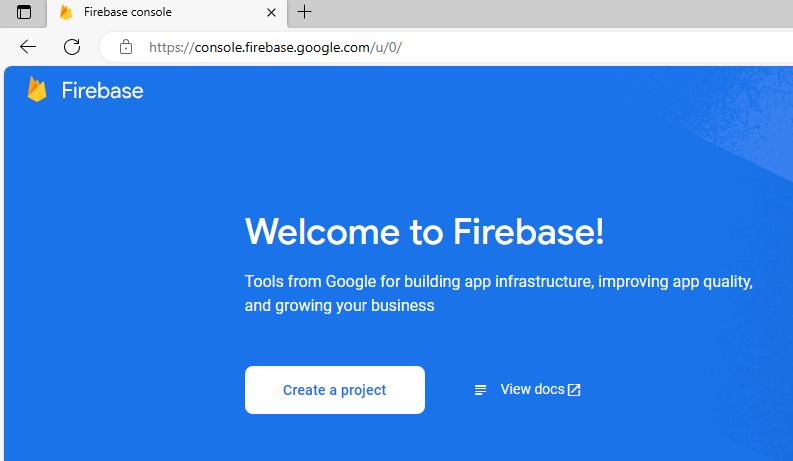 Firebase console
https://console.firebase.google.com/u/0/
Firebase
Welcome to Firebase!
Tools from Google for building app infrastructure, improving app quality,
and growing your business
Create a project
View docs